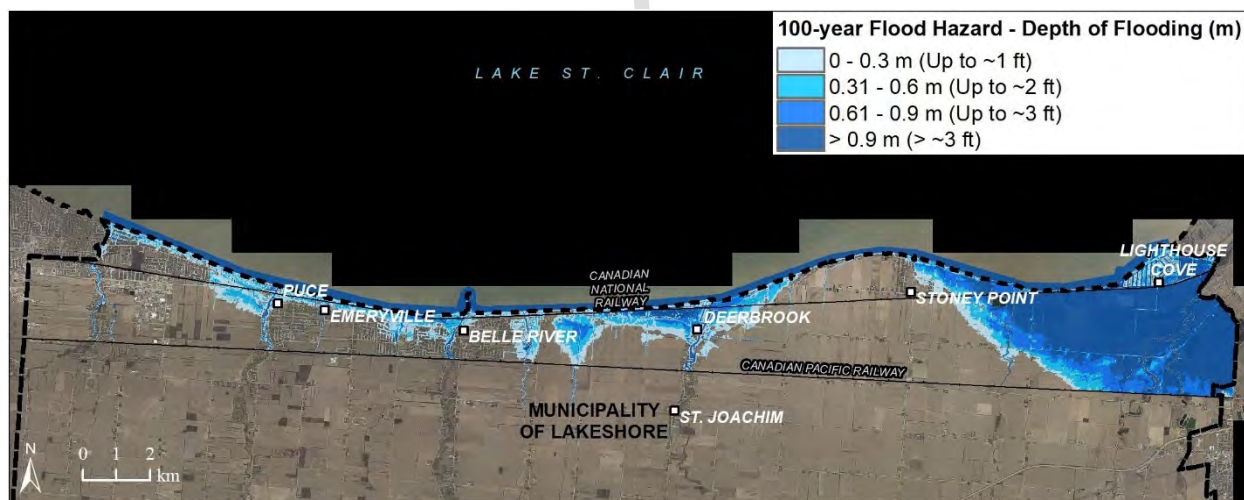 100-year Flood Hazard - Depth of Flooding (m)
0 - 0.3 m (Up to ~1 ft)
0.31 - 0.6 m (Up to ~2 ft)
0.61 - 0.9 m (Up to ~3 ft)
> 0.9 m (> ~3 ft)
LAKE ST. CLAIR
LIGHTHOUSE
COVE
CANADIAN
NATIONAL
RAILWAY
PUCE
EMERYVILLE
BELLE RIVER
DEERBROOK
STONEY POINT
CANADIAN PACIFIC RAILWAY
MUNICIPALITY
OF LAKESHORE
ST. JOACHIM
N
0 1 2
km